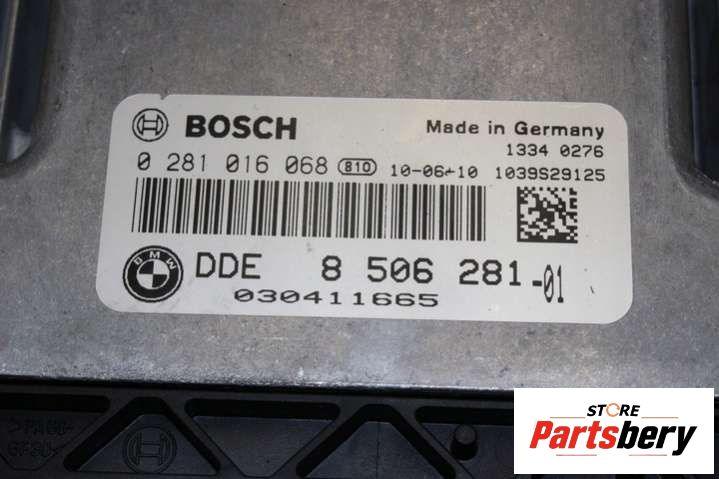 BOSCH
Made in Germany
1334 0276
0 281 016 068 810 10-06-10 1039S29125
BMW
DDE 8 506 281-01
030411665
STORE
Partsbery